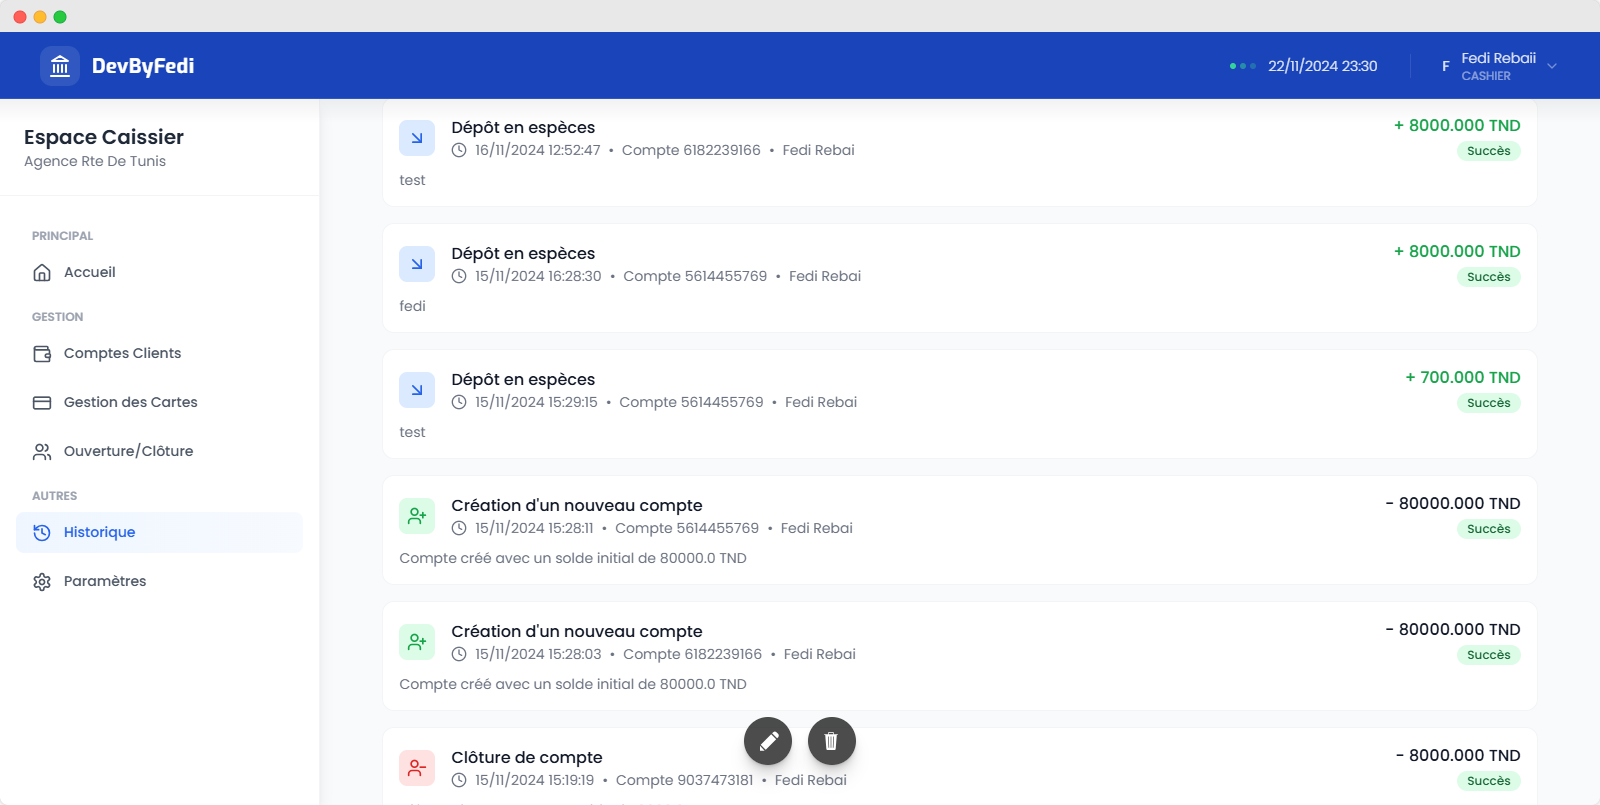 DevByFedi
22/11/2024 23:30
F
Fedi Rebaii
CASHIER
Espace Caissier
Agence Rte De Tunis
PRINCIPAL
Accueil
GESTION
Comptes Clients
Gestion des Cartes
Ouverture/Clôture
AUTRES
Historique
Paramètres
Dépôt en espèces
+ 8000.000 TND
16/11/2024 12:52:47 • Compte 6182239166 • Fedi Rebai
Succès
test
Dépôt en espèces
+ 8000.000 TND
15/11/2024 16:28:30 • Compte 5614455769 • Fedi Rebai
Succès
fedi
Dépôt en espèces
+ 700.000 TND
15/11/2024 15:29:15 • Compte 5614455769 • Fedi Rebai
Succès
test
Création d'un nouveau compte
- 80000.000 TND
15/11/2024 15:28:11 • Compte 5614455769 • Fedi Rebai
Succès
Compte créé avec un solde initial de 80000.0 TND
Création d'un nouveau compte
- 80000.000 TND
15/11/2024 15:28:03 • Compte 6182239166 • Fedi Rebai
Succès
Compte créé avec un solde initial de 80000.0 TND
Clôture de compte
- 8000.000 TND
15/11/2024 15:19:19 • Compte 9037473181 • Fedi Rebai
Succès